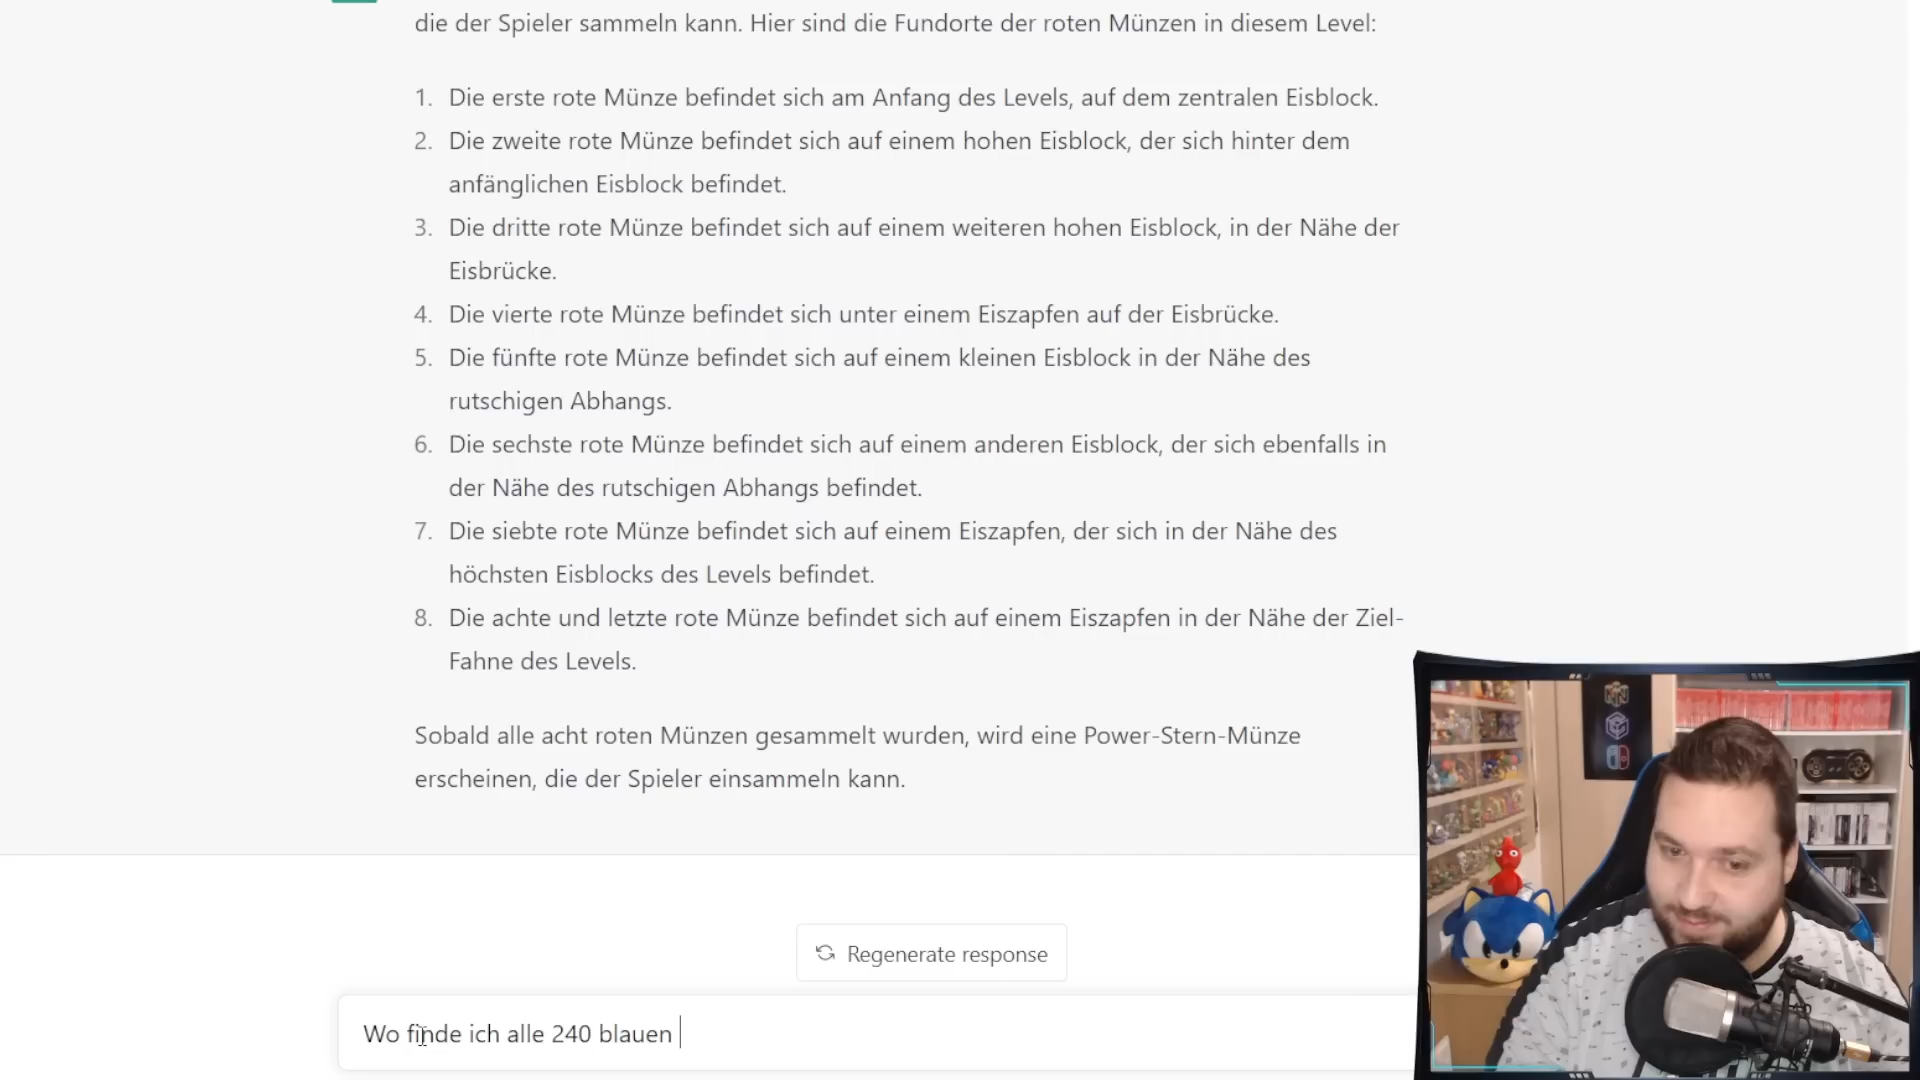 die der Spieler sammeln kann. Hier sind die Fundorte der roten Münzen in diesem Level:
1. Die erste rote Münze befindet sich am Anfang des Levels, auf dem zentralen Eisblock.
2. Die zweite rote Münze befindet sich auf einem hohen Eisblock, der sich hinter dem
anfänglichen Eisblock befindet.
3. Die dritte rote Münze befindet sich auf einem weiteren hohen Eisblock, in der Nähe der
Eisbrücke.
4. Die vierte rote Münze befindet sich unter einem Eiszapfen auf der Eisbrücke.
5. Die fünfte rote Münze befindet sich auf einem kleinen Eisblock in der Nähe des
rutschigen Abhangs.
6. Die sechste rote Münze befindet sich auf einem anderen Eisblock, der sich ebenfalls in
der Nähe des rutschigen Abhangs befindet.
7. Die siebte rote Münze befindet sich auf einem Eiszapfen, der sich in der Nähe des
höchsten Eisblocks des Levels befindet.
8. Die achte und letzte rote Münze befindet sich auf einem Eiszapfen in der Nähe der Ziel-
Fahne des Levels.
Sobald alle acht roten Münzen gesammelt wurden, wird eine Power-Stern-Münze
erscheinen, die der Spieler einsammeln kann.
Regenerate response
Wo finde ich alle 240 blauen